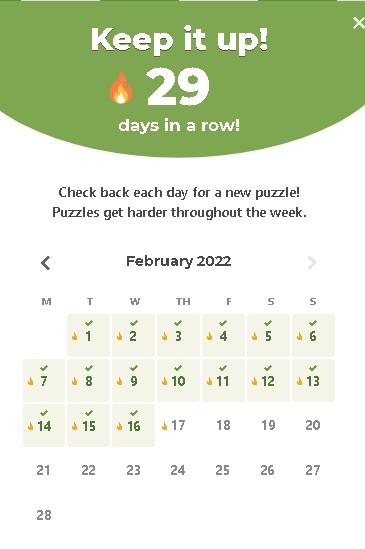 Keep it up!
29
days in a row!
Check back each day for a new puzzle!
Puzzles get harder throughout the week.
February 2022
M T W TH F S S
1 2 3 4 5 6
7 8 9 10 11 12 13
14 15 16 17 18 19 20
21 22 23 24 25 26 27
28